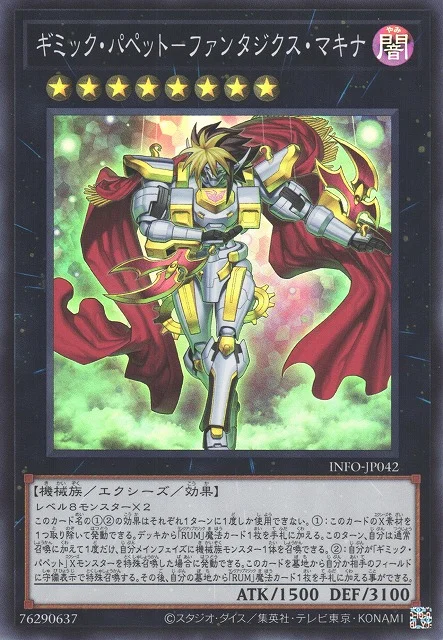 ギミック・パペット－ファンタジクス・マキナ
闇
やみ
INFO-JP042
【機械族／エクシーズ／効果】
レベル8モンスター×2
このカード名の①②の効果はそれぞれ1ターンに1度しか使用できない。①：このカードのX素材を
1つ取り除いて発動できる。デッキから「RUM」魔法カード1枚を手札に加える。このターン、自分は通常
召喚に加えて1度だけ、自分メインフェイズに機械族モンスター1体を召喚できる。②：自分が「ギミック・
パペット」Xモンスターを特殊召喚した場合に発動できる。このカードを墓地から自分か相手のフィールド
に守備表示で特殊召喚する。その後、自分の墓地から「RUM」魔法カード1枚を手札に加える事ができる。
ATK/1500 DEF/3100
76290637
©スタジオ・ダイス／集英社・テレビ東京・KONAMI